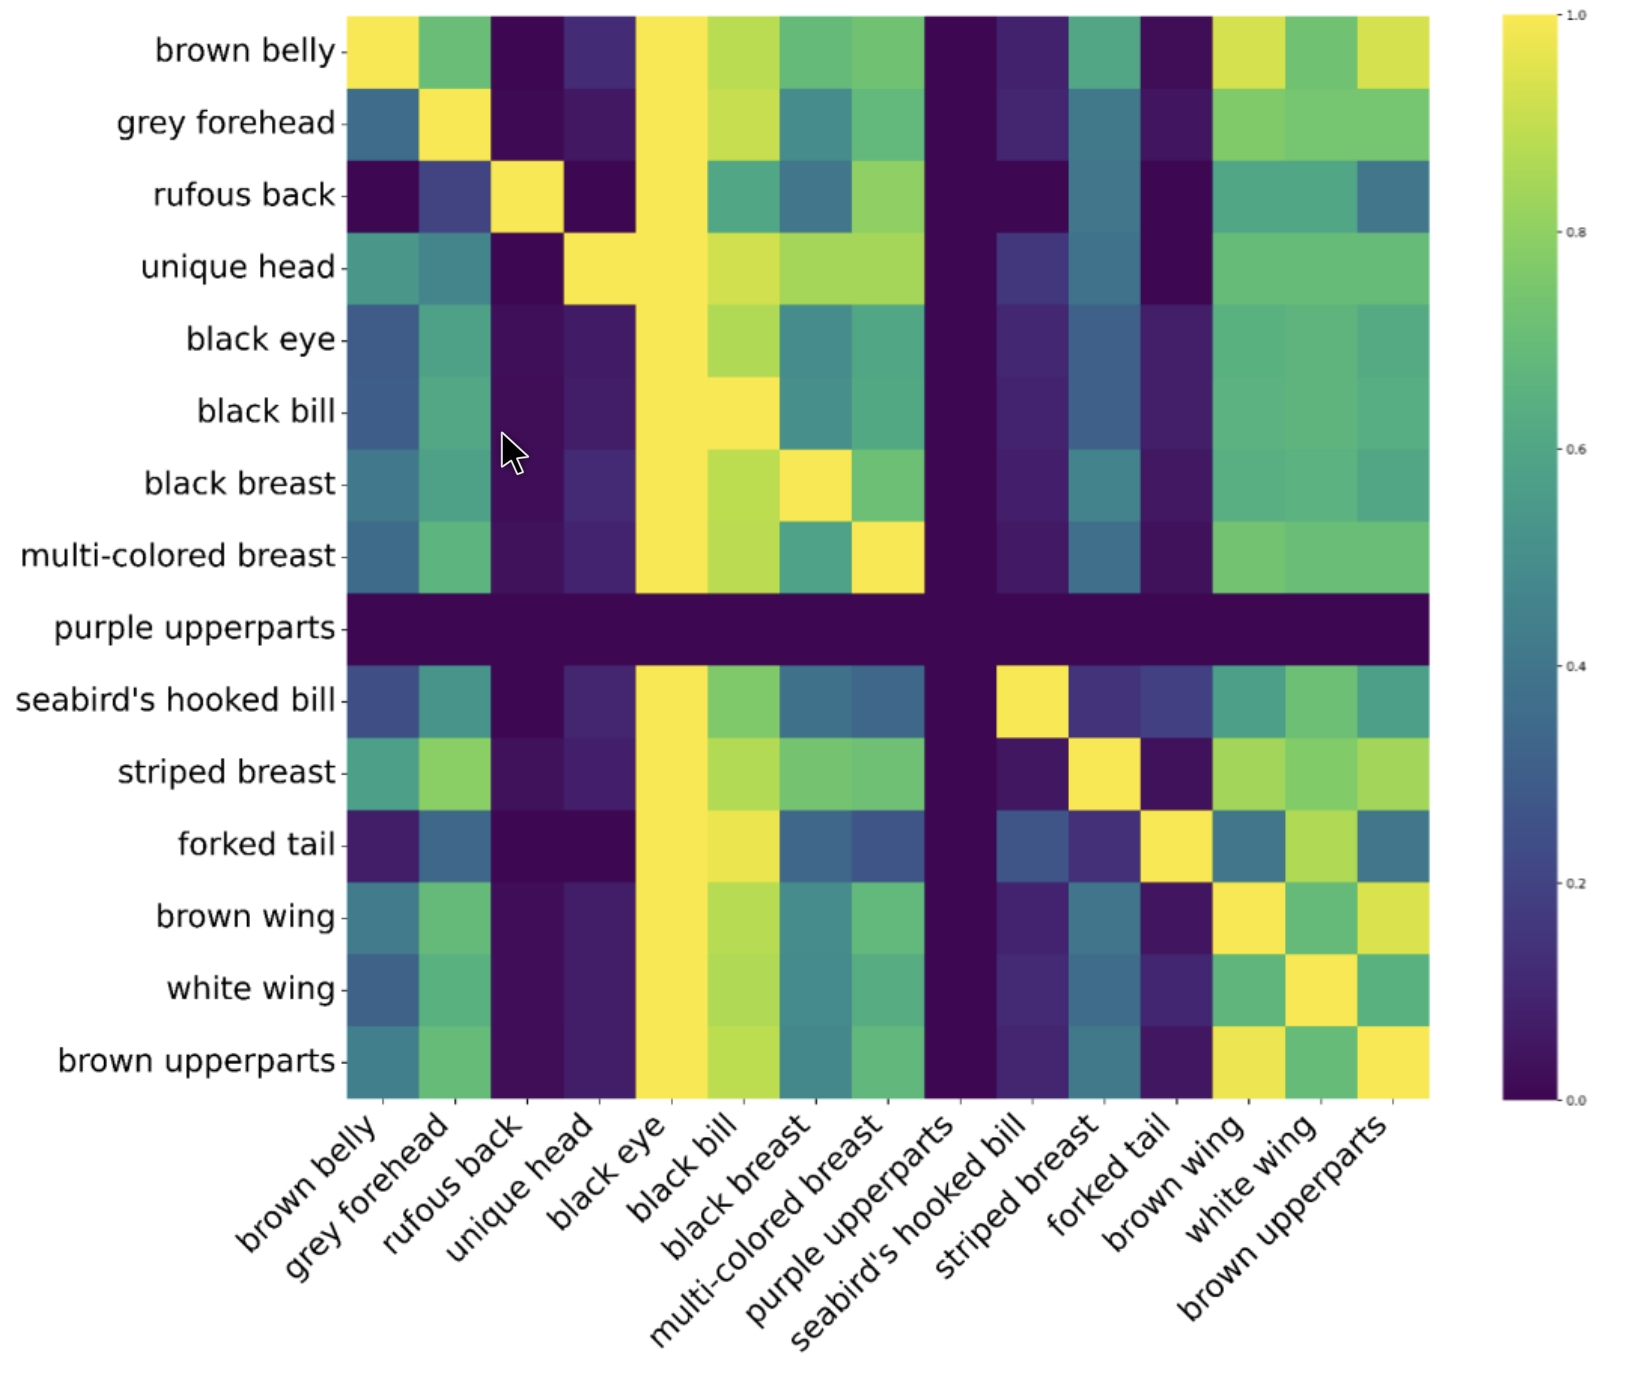 brown belly
grey forehead
rufous back
unique head
black eye
black bill
black breast
multi-colored breast
purple upperparts
seabird's hooked bill
striped breast
forked tail
brown wing
white wing
brown upperparts
brown belly
grey forehead
rufous back
unique head
black eye
black bill
black breast
multi-colored breast
purple upperparts
seabird's hooked bill
striped breast
forked tail
brown wing
white wing
brown upperparts
1.0
0.8
0.6
0.4
0.2
0.0